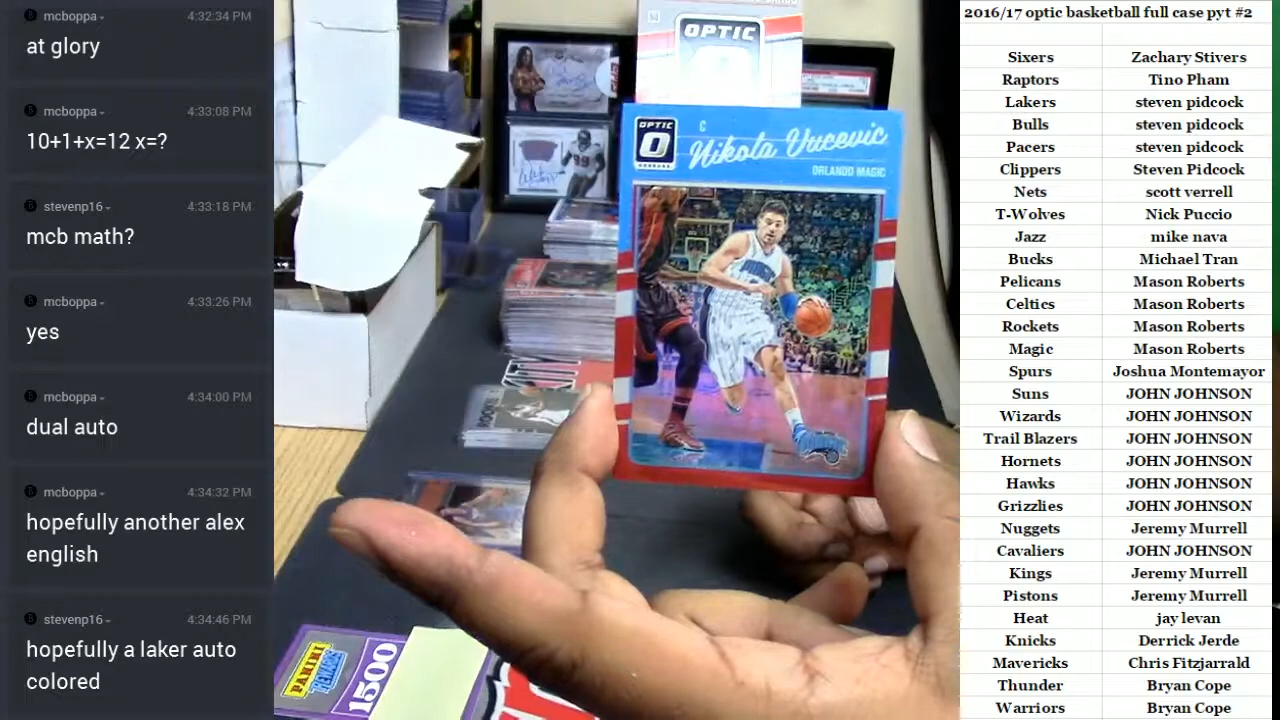 mcboppa 4:32:34 PM
at glory
mcboppa 4:33:08 PM
10+1+x=12 x=?
stevenp16 4:33:18 PM
mcb math?
mcboppa 4:33:26 PM
yes
mcboppa 4:34:00 PM
dual auto
mcboppa 4:34:32 PM
hopefully another alex
english
stevenp16 4:34:46 PM
hopefully a laker auto
colored
OPTIC
OPTIC
C
Nikola Vucevic
ORLANDO MAGIC
99
ROOKIE
PANINI
REWARDS
1500
2016/17 optic basketball full case pyt #2
Sixers Zachary Stivers
Raptors Tino Pham
Lakers steven pidcock
Bulls steven pidcock
Pacers steven pidcock
Clippers Steven Pidcock
Nets scott verrell
T-Wolves Nick Puccio
Jazz mike nava
Bucks Michael Tran
Pelicans Mason Roberts
Celtics Mason Roberts
Rockets Mason Roberts
Magic Mason Roberts
Spurs Joshua Montemayor
Suns JOHN JOHNSON
Wizards JOHN JOHNSON
Trail Blazers JOHN JOHNSON
Hornets JOHN JOHNSON
Hawks JOHN JOHNSON
Grizzlies JOHN JOHNSON
Nuggets Jeremy Murrell
Cavaliers JOHN JOHNSON
Kings Jeremy Murrell
Pistons Jeremy Murrell
Heat jay levan
Knicks Derrick Jerde
Mavericks Chris Fitzjarrald
Thunder Bryan Cope
Warriors Bryan Cope